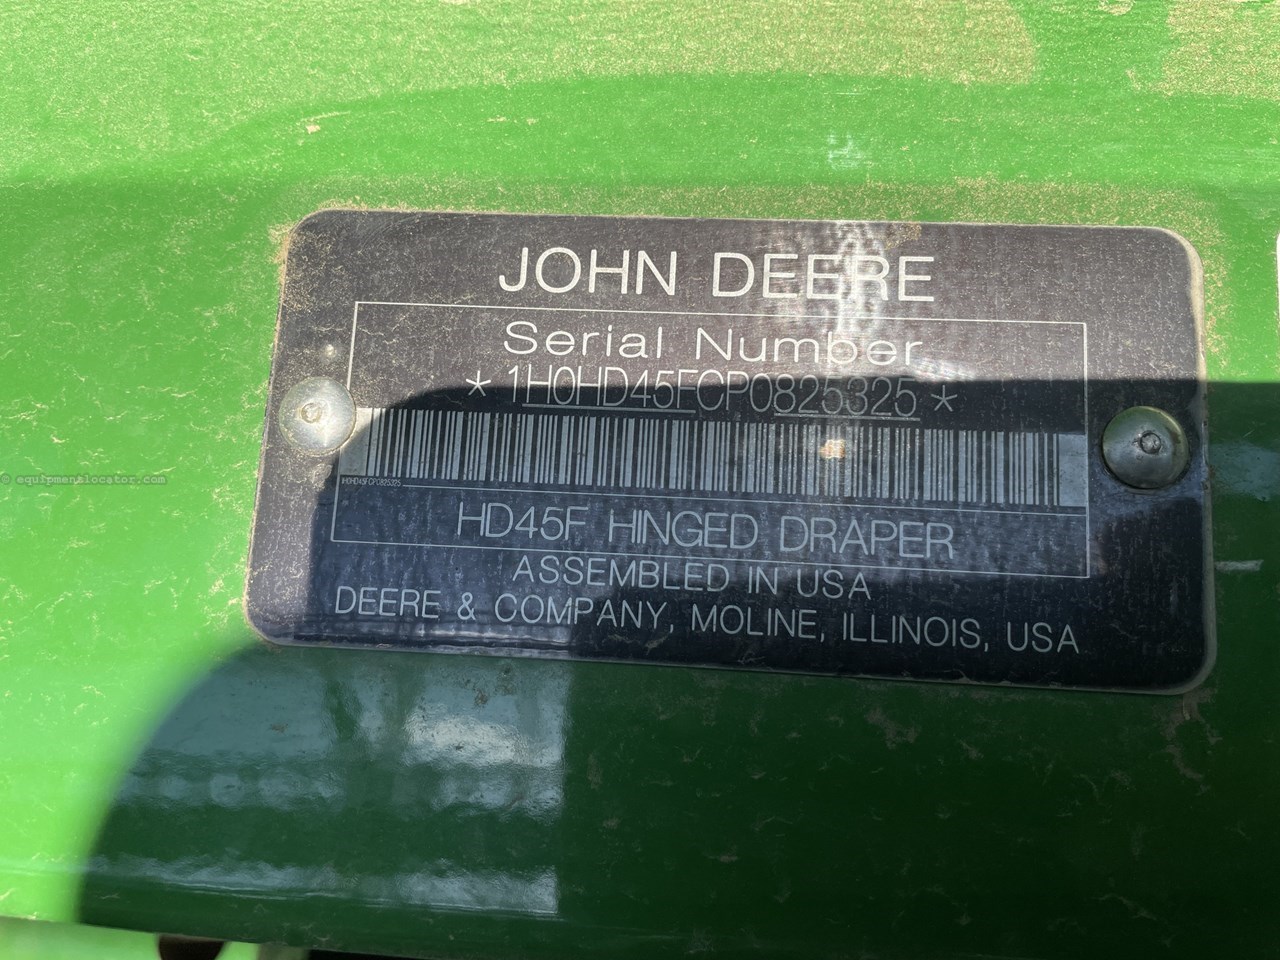 JOHN DEERE
Serial Number
* 1H0HD45FCP0825325 *
1H0HD45FCP0825325
HD45F HINGED DRAPER
ASSEMBLED IN USA
DEERE & COMPANY, MOLINE, ILLINOIS, USA
© equipmentlocator.com